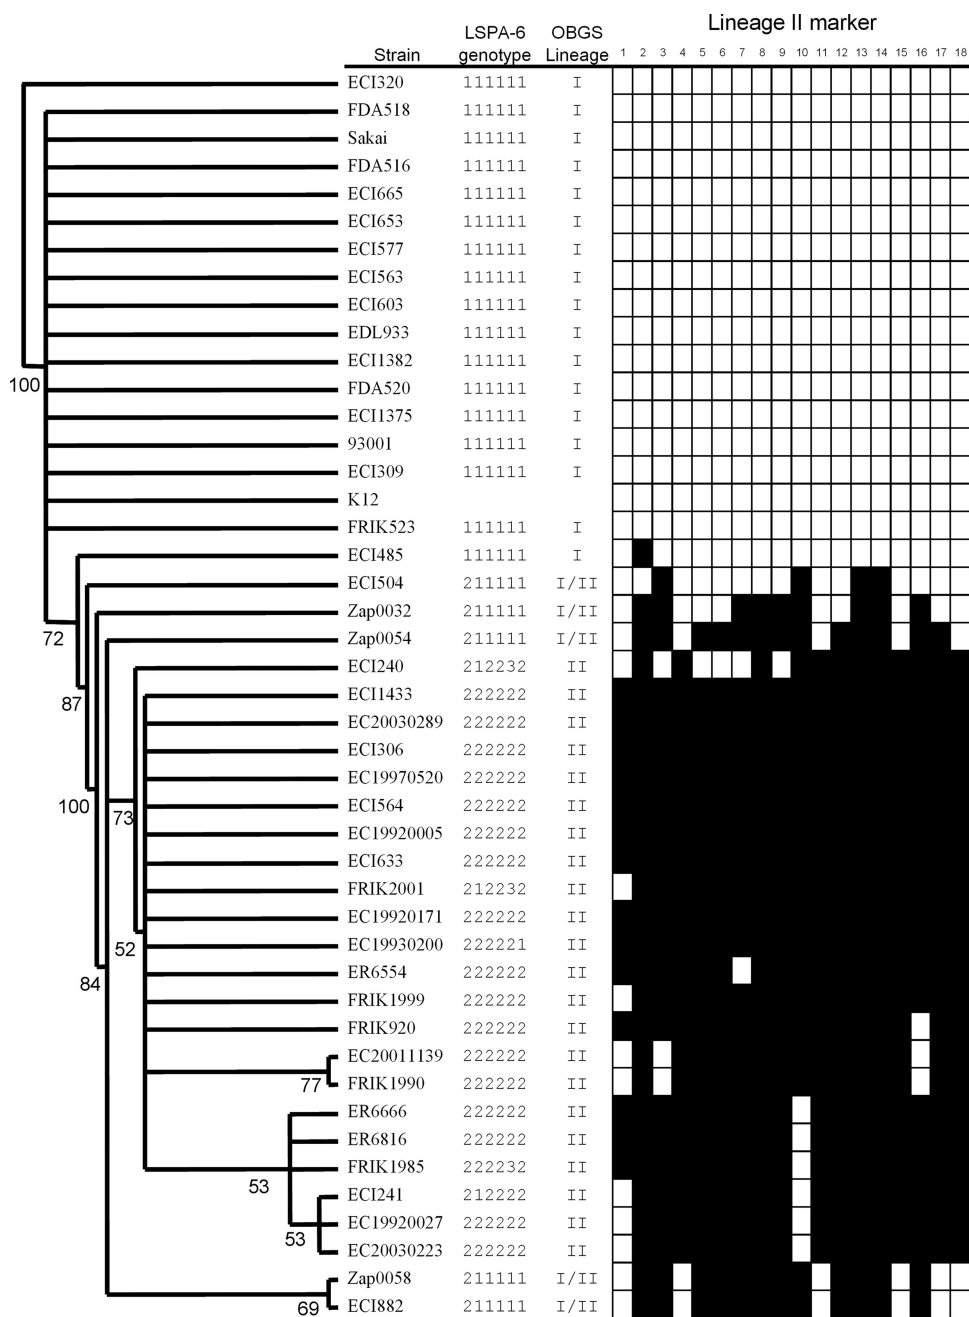 Lineage II marker
LSPA-6 OBGS
Strain genotype Lineage 1 2 3 4 5 6 7 8 9 10 11 12 13 14 15 16 17 18
ECI320 111111 I
FDA518 111111 I
Sakai 111111 I
FDA516 111111 I
ECI665 111111 I
ECI653 111111 I
ECI577 111111 I
ECI563 111111 I
ECI603 111111 I
EDL933 111111 I
ECI1382 111111 I
100
FDA520 111111 I
ECI1375 111111 I
93001 111111 I
ECI309 111111 I
K12
FRIK523 111111 I
ECI485 111111 I
ECI504 211111 I/II
Zap0032 211111 I/II
72
Zap0054 211111 I/II
ECI240 212232 II
ECI1433 222222 II
87
EC20030289 222222 II
ECI306 222222 II
EC19970520 222222 II
ECI564 222222 II
100
73
EC19920005 222222 II
ECI633 222222 II
FRIK2001 212232 II
EC19920171 222222 II
EC19930200 222221 II
52
ER6554 222222 II
84
FRIK1999 222222 II
FRIK920 222222 II
EC20011139 222222 II
77
FRIK1990 222222 II
ER6666 222222 II
ER6816 222222 II
FRIK1985 222232 II
53
ECI241 212222 II
EC19920027 222222 II
53
EC20030223 222222 II
Zap0058 211111 I/II
69
ECI882 211111 I/II